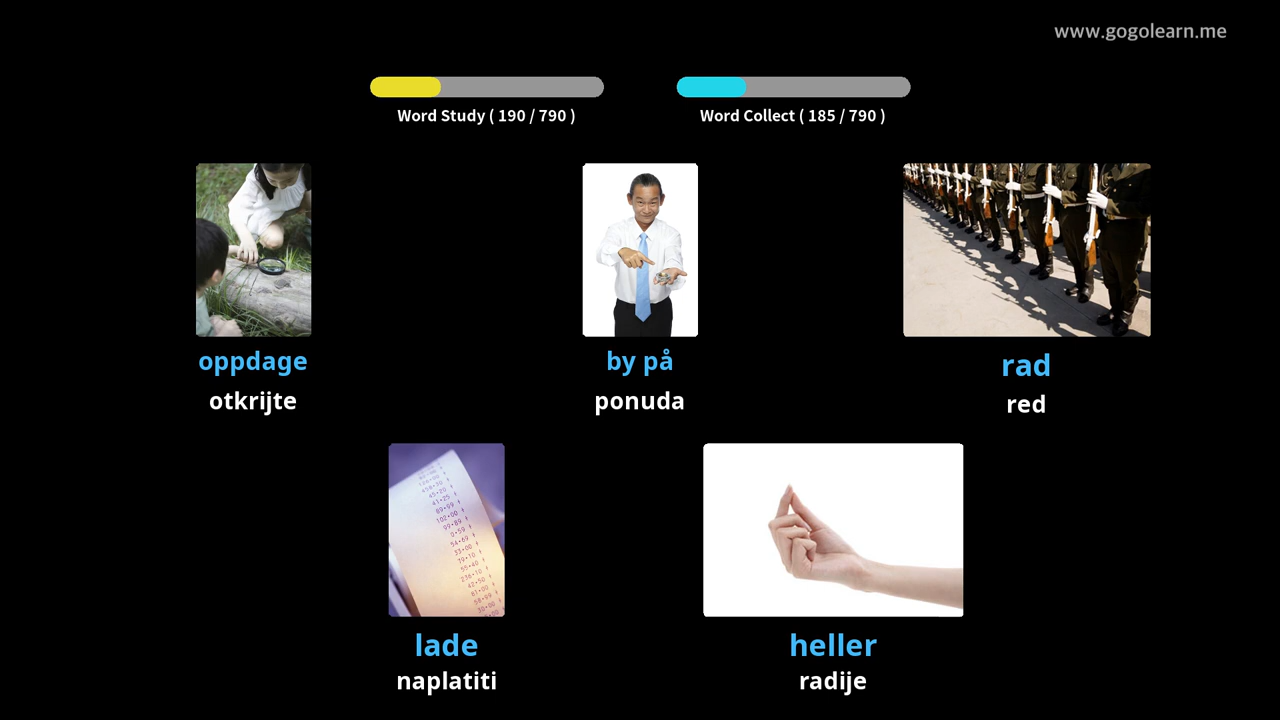 www.gogolearn.me
Word Study ( 190 / 790 )
Word Collect ( 185 / 790 )
oppdage
otkrijte
by på
ponuda
rad
red
lade
naplatiti
heller
radije